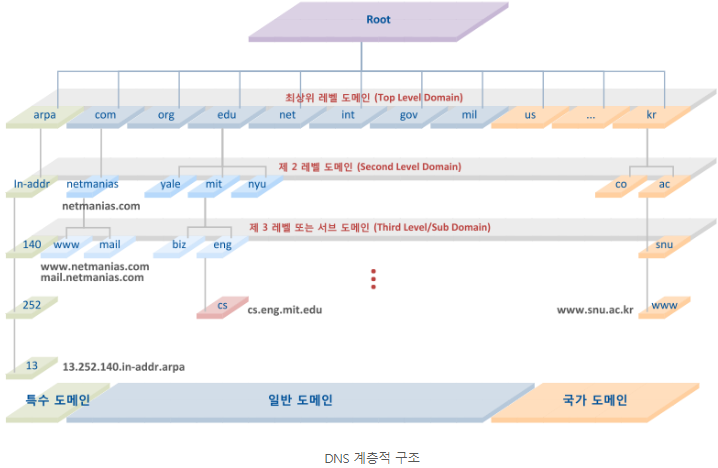 Root
최상위 레벨 도메인 (Top Level Domain)
arpa com org edu net int gov mil us ... kr
제 2 레벨 도메인 (Second Level Domain)
In-addr netmanias yale mit nyu co ac
netmanias.com
제 3 레벨 또는 서브 도메인 (Third Level/Sub Domain)
140 www mail biz eng snu
www.netmanias.com
mail.netmanias.com
252 cs cs.eng.mit.edu www.snu.ac.kr www
13 13.252.140.in-addr.arpa
특수 도메인 일반 도메인 국가 도메인
DNS 계층적 구조